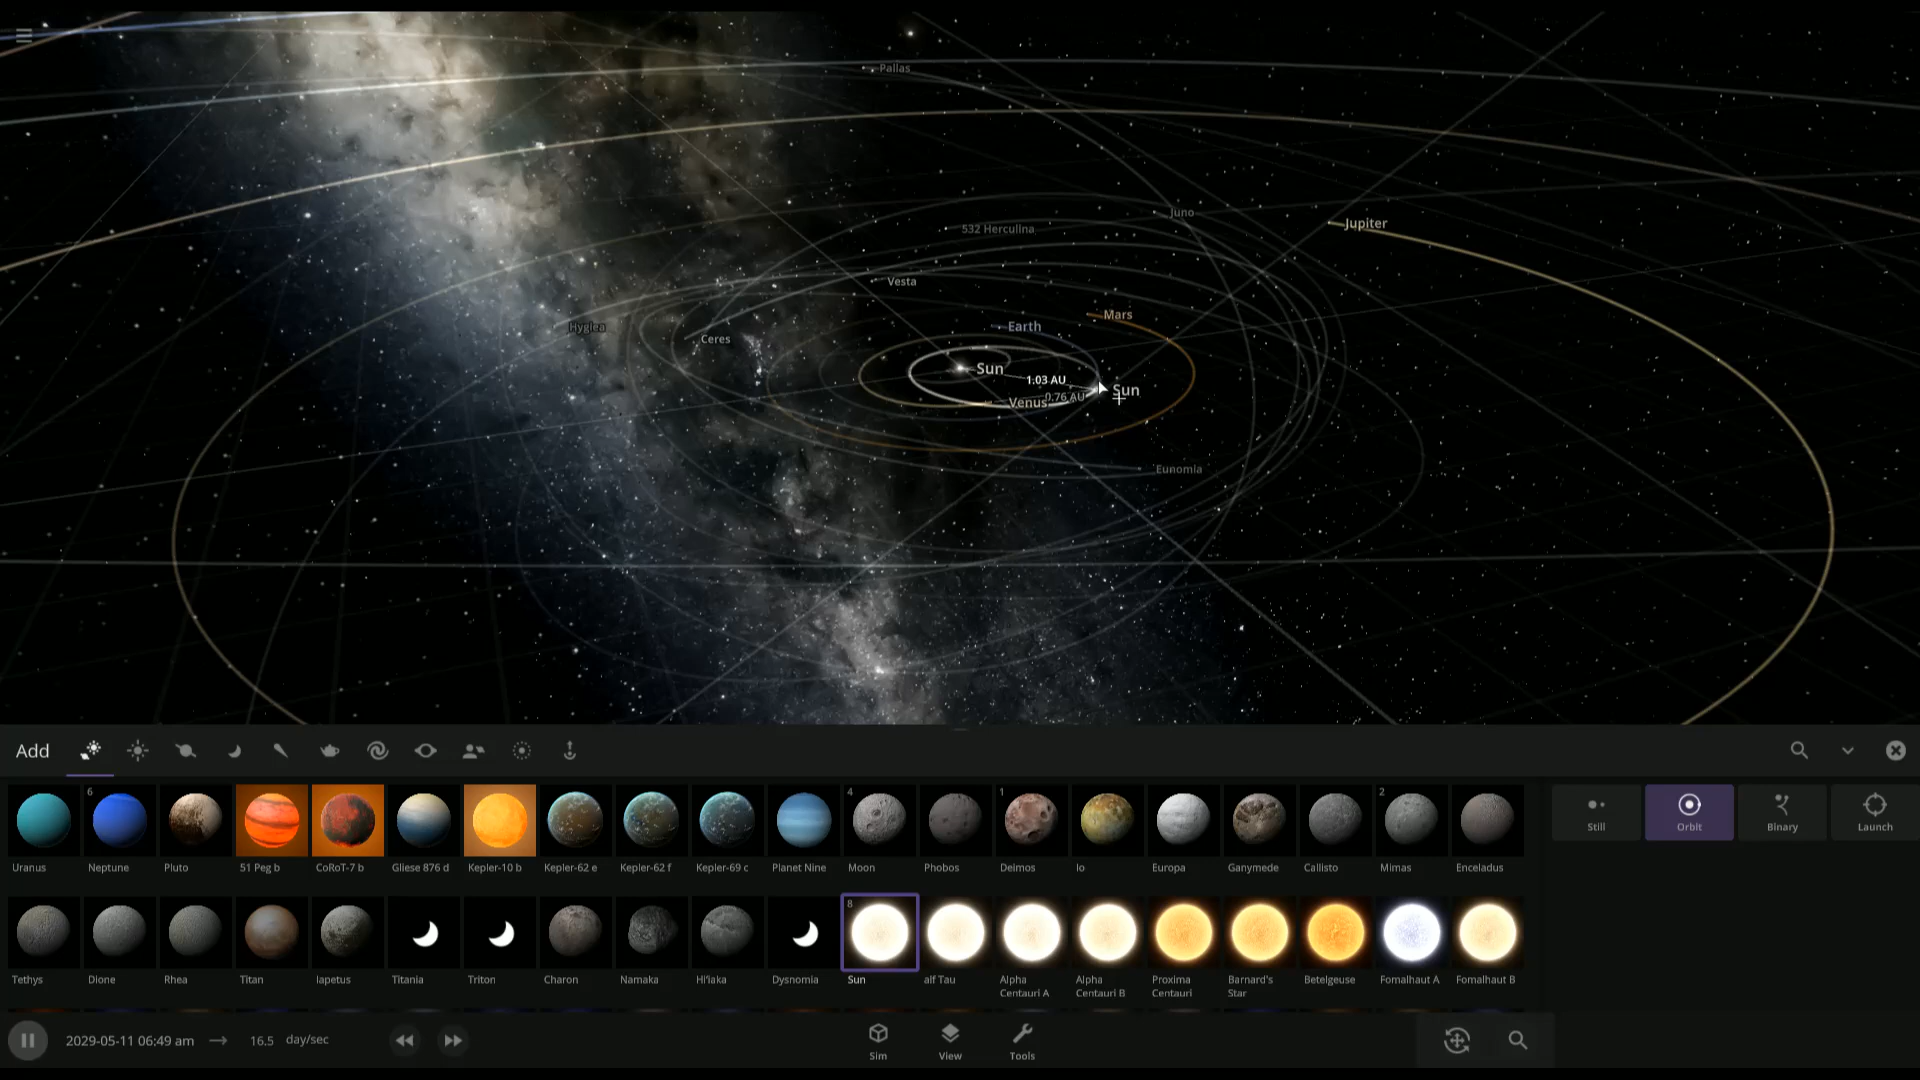 Pallas
Juno
Jupiter
532 Herculina
Vesta
Mars
Hygiea
Earth
Ceres
Sun
1.03 AU
Sun
Venus
0.76 AU
Eunomia
Add
6
4
1
2
Uranus
Neptune
Pluto
51 Peg b
CoRoT-7 b
Gliese 876 d
Kepler-10 b
Kepler-62 e
Kepler-62 f
Kepler-69 c
Planet Nine
Moon
Phobos
Deimos
Io
Europa
Ganymede
Callisto
Mimas
Enceladus
Still
Orbit
Binary
Launch
8
Tethys
Dione
Rhea
Titan
Iapetus
Titania
Triton
Charon
Namaka
Hi'iaka
Dysnomia
Sun
alf Tau
Alpha
Centauri A
Alpha
Centauri B
Proxima
Centauri
Barnard's
Star
Betelgeuse
Fomalhaut A
Fomalhaut B
2029-05-11 06:49 am
16.5 day/sec
Sim
View
Tools